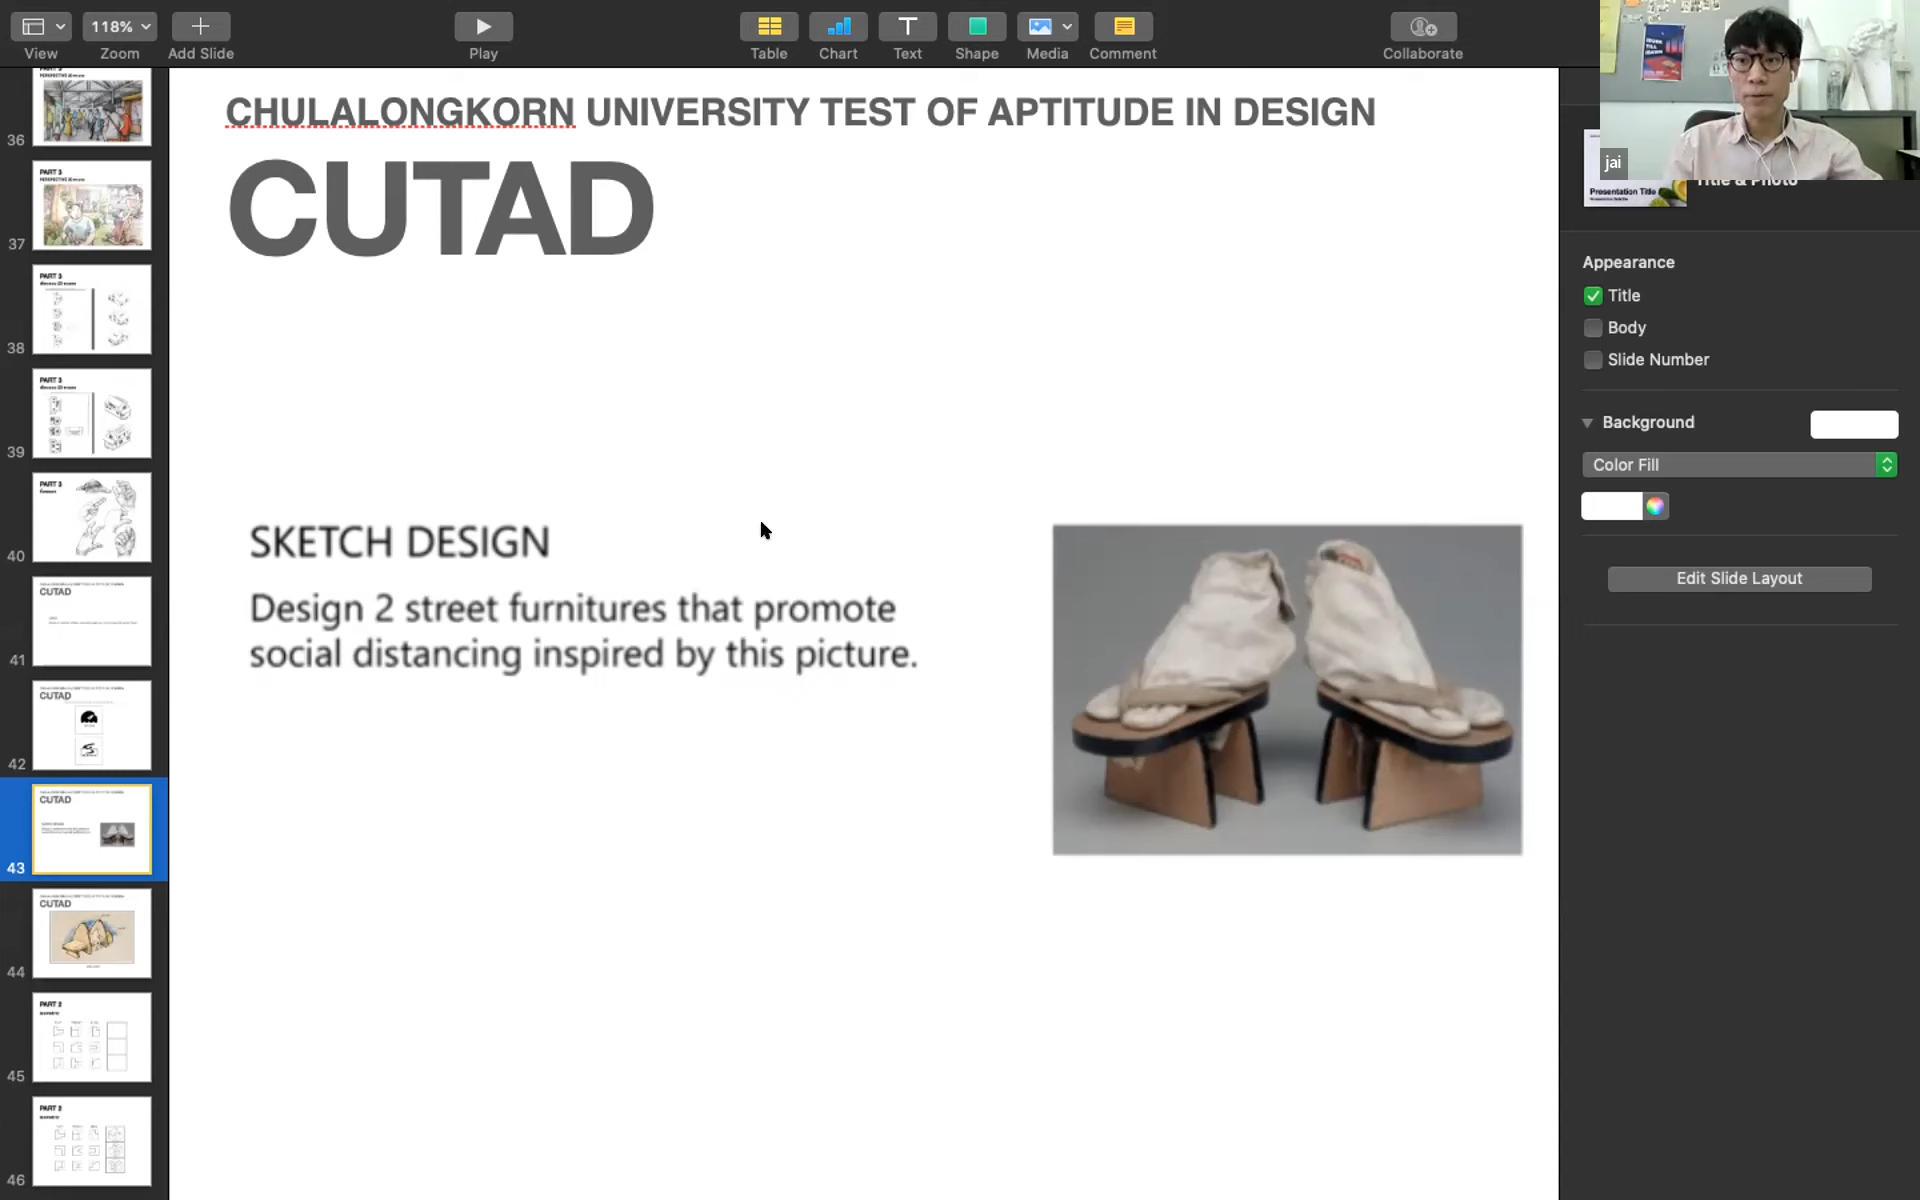 118%
View
Zoom
Add Slide
Play
Table
Chart
Text
Shape
Media
Comment
Collaborate
jai
Presentation Title
Title & Photo
Appearance
Title
Body
Slide Number
Background
Color Fill
Edit Slide Layout
CHULALONGKORN UNIVERSITY TEST OF APTITUDE IN DESIGN
CUTAD
SKETCH DESIGN
Design 2 street furnitures that promote
social distancing inspired by this picture.
36
PART 3
37
PART 3
38
PART 3
39
PART 3
40
CUTAD
41
CUTAD
42
CUTAD
43
CUTAD
44
PART 2
45
PART 2
46